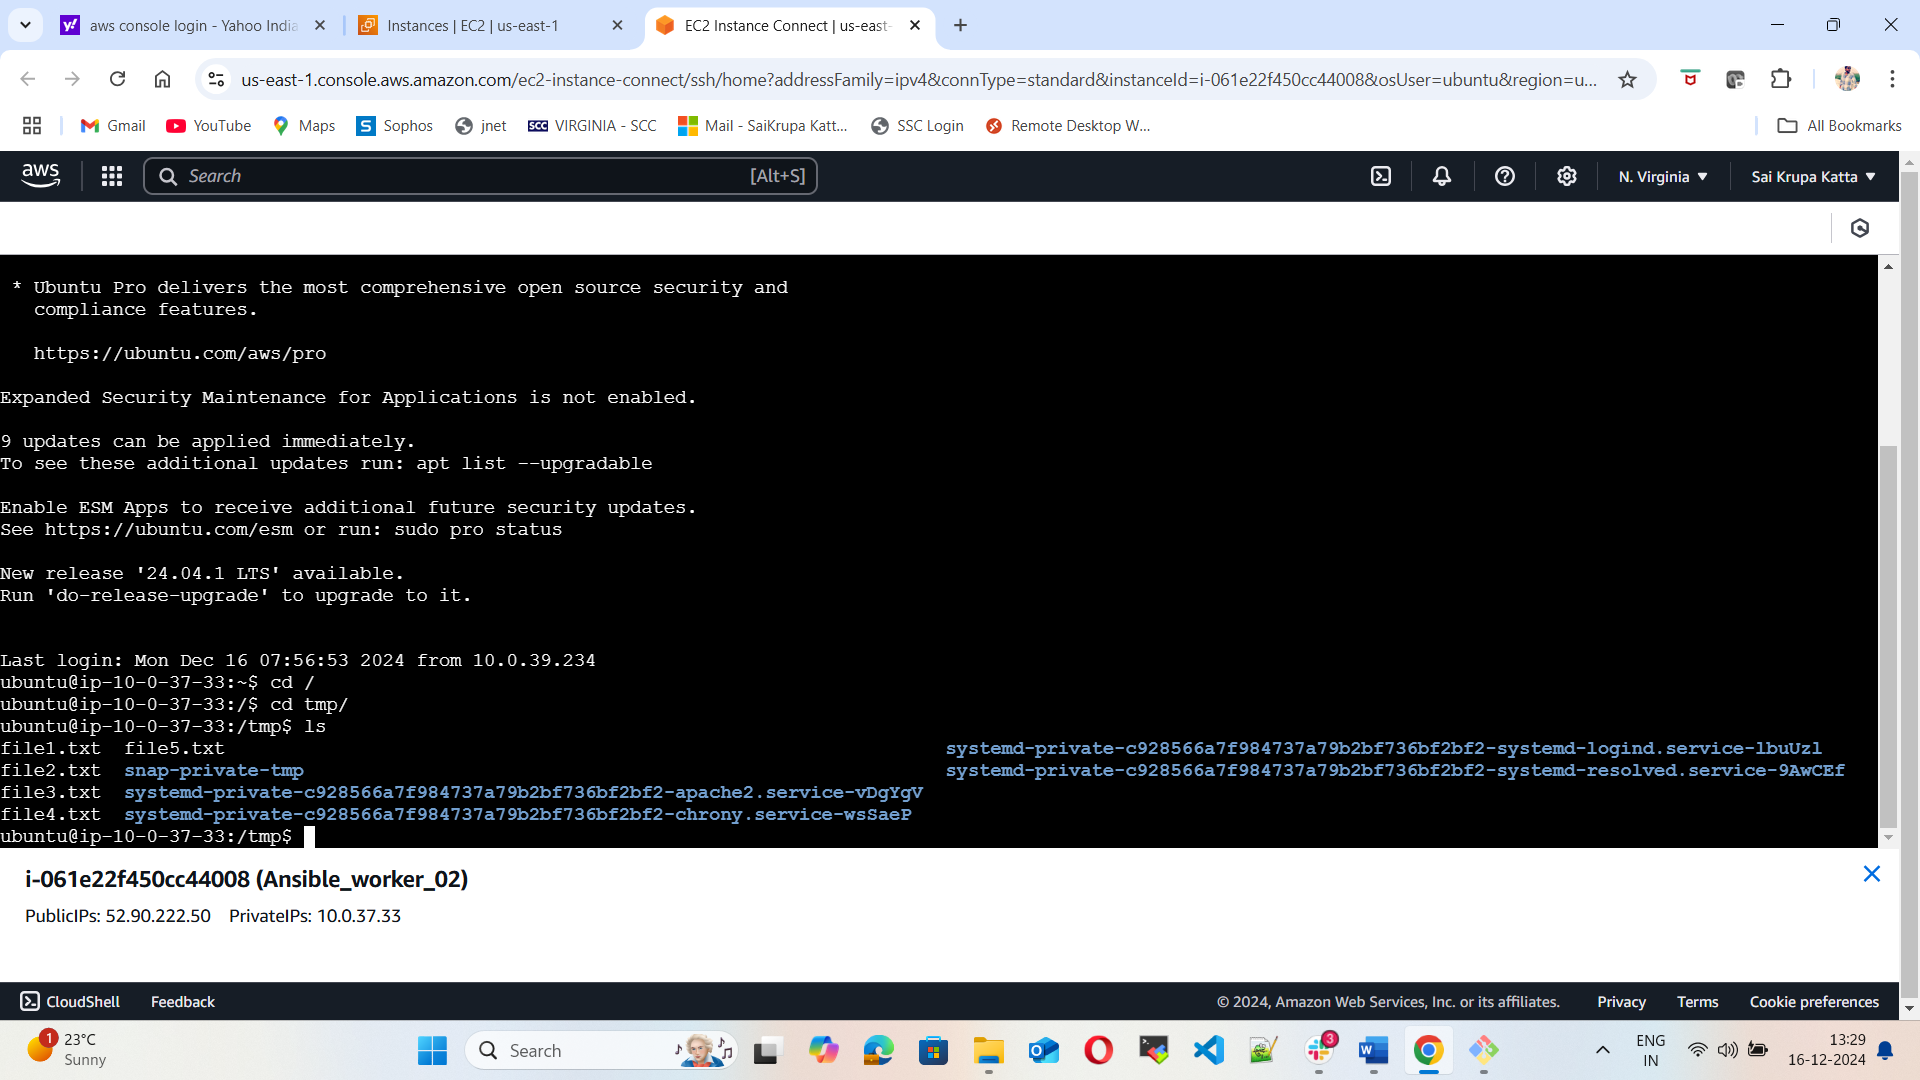 aws console login - Yahoo India
Instances | EC2 | us-east-1
EC2 Instance Connect | us-east-
us-east-1.console.aws.amazon.com/ec2-instance-connect/ssh/home?addressFamily=ipv4&connType=standard&instanceId=i-061e22f450cc44008&osUser=ubuntu&region=u...
Gmail
YouTube
Maps
S Sophos
jnet
SCC VIRGINIA - SCC
Mail - SaiKrupa Katt...
SSC Login
Remote Desktop W...
All Bookmarks
aws
Search
[Alt+S]
N. Virginia
Sai Krupa Katta
* Ubuntu Pro delivers the most comprehensive open source security and
compliance features.
https://ubuntu.com/aws/pro
Expanded Security Maintenance for Applications is not enabled.
9 updates can be applied immediately.
To see these additional updates run: apt list --upgradable
Enable ESM Apps to receive additional future security updates.
See https://ubuntu.com/esm or run: sudo pro status
New release '24.04.1 LTS' available.
Run 'do-release-upgrade' to upgrade to it.
Last login: Mon Dec 16 07:56:53 2024 from 10.0.39.234
ubuntu@ip-10-0-37-33:~$ cd /
ubuntu@ip-10-0-37-33:/$ cd tmp/
ubuntu@ip-10-0-37-33:/tmp$ ls
file1.txt file5.txt systemd-private-c928566a7f984737a79b2bf736bf2bf2-systemd-logind.service-lbuUzl
file2.txt snap-private-tmp systemd-private-c928566a7f984737a79b2bf736bf2bf2-systemd-resolved.service-9AwCEf
file3.txt systemd-private-c928566a7f984737a79b2bf736bf2bf2-apache2.service-vDgYgV
file4.txt systemd-private-c928566a7f984737a79b2bf736bf2bf2-chrony.service-wsSaeP
ubuntu@ip-10-0-37-33:/tmp$
i-061e22f450cc44008 (Ansible_worker_02)
PublicIPs: 52.90.222.50 PrivateIPs: 10.0.37.33
CloudShell
Feedback
© 2024, Amazon Web Services, Inc. or its affiliates.
Privacy
Terms
Cookie preferences
1
23°C
Sunny
Search
3
ENG
IN
13:29
16-12-2024